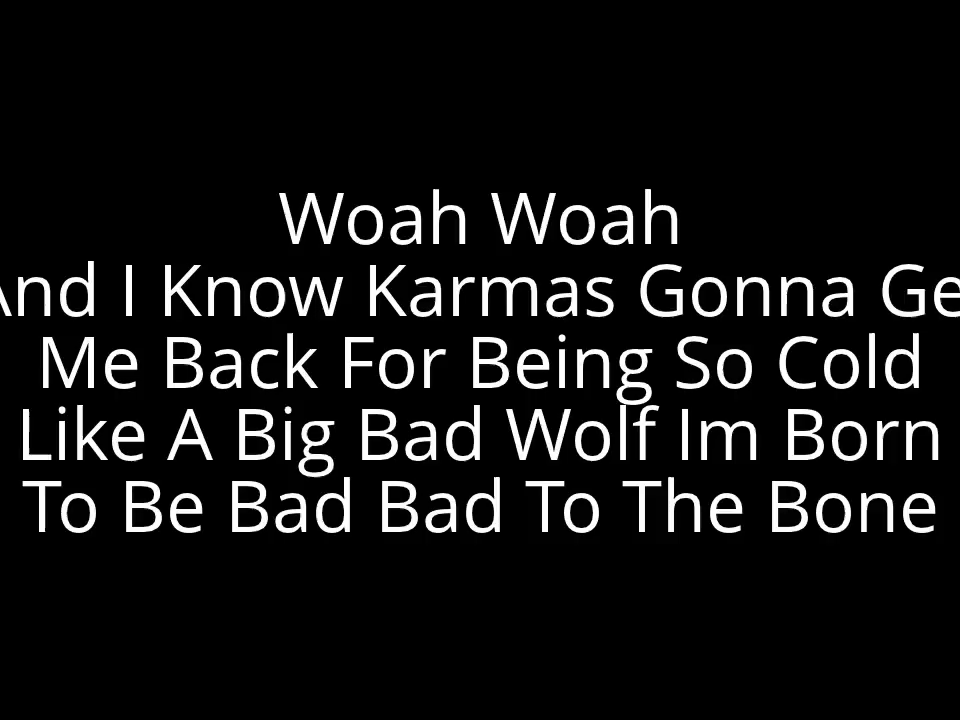 Woah Woah
And I Know Karmas Gonna Ge
Me Back For Being So Cold
Like A Big Bad Wolf Im Born
To Be Bad Bad To The Bone